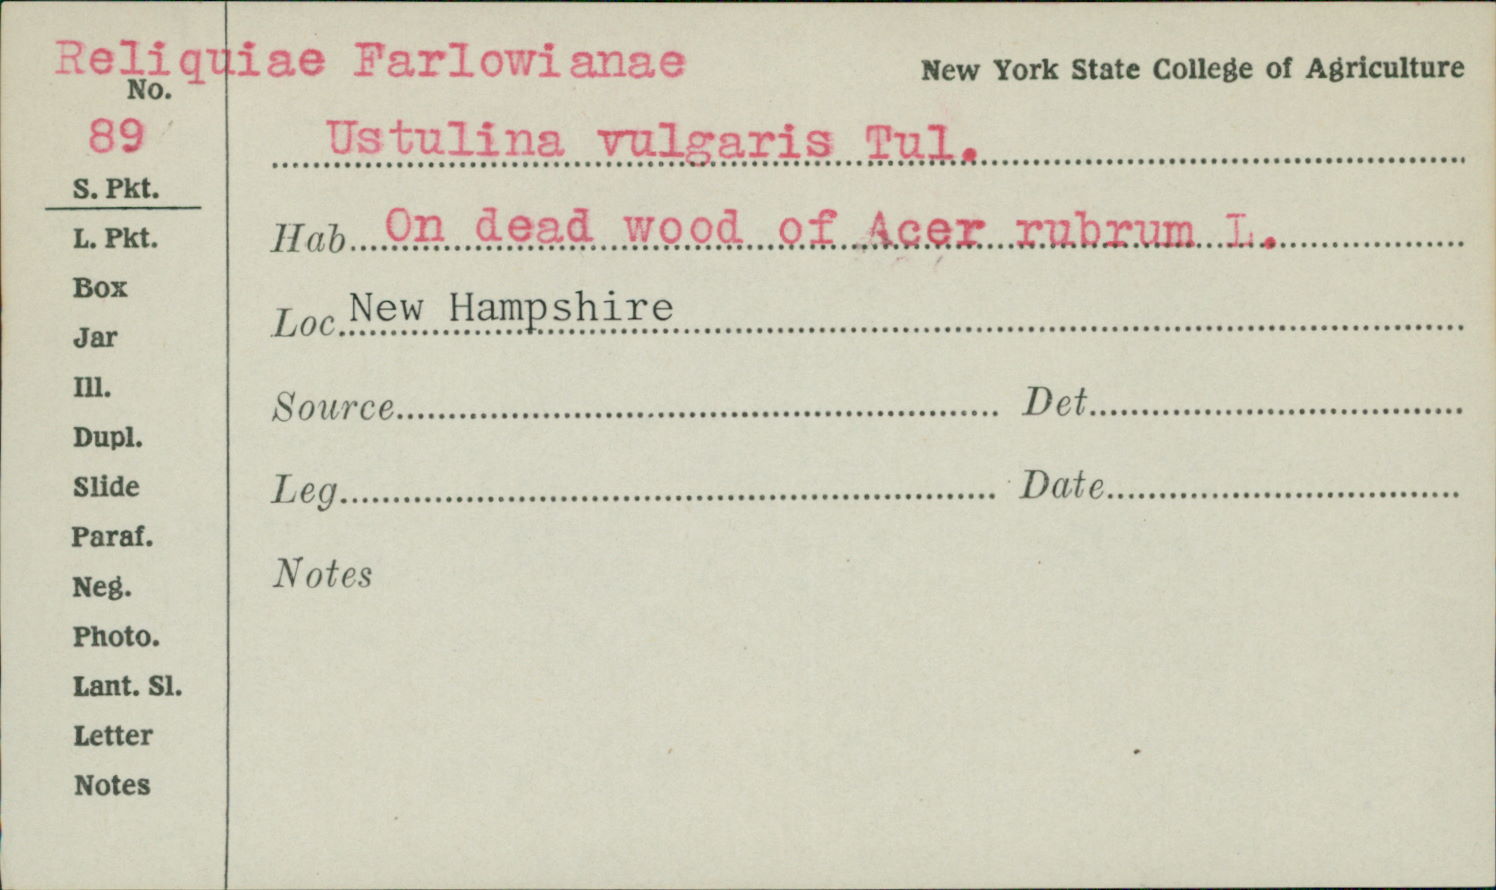 Reliquiae Farlowianae
New York State College of Agriculture
No.
89
Ustulina vulgaris Tul.
S. Pkt.
L. Pkt.
Box
Jar
Ill.
Dupl.
Slide
Paraf.
Neg.
Photo.
Lant. Sl.
Letter
Notes
Hab. On dead wood of Acer rubrum L.
Loc. New Hampshire
Source Det.
Leg. Date
Notes